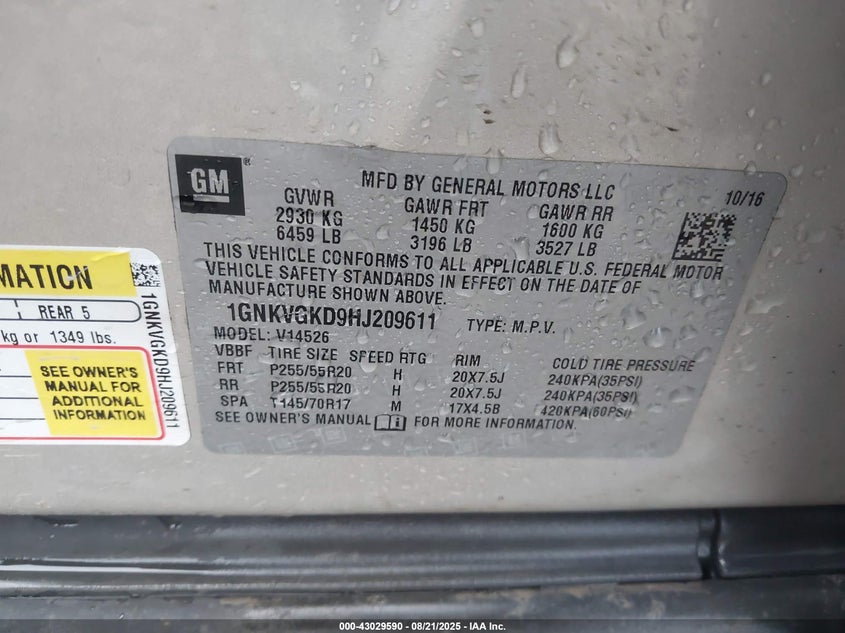 GM ®
MFD BY GENERAL MOTORS LLC
10/16
GVWR GAWR FRT GAWR RR
2930 KG 1450 KG 1600 KG
6459 LB 3196 LB 3527 LB
THIS VEHICLE CONFORMS TO ALL APPLICABLE U.S. FEDERAL MOTOR
VEHICLE SAFETY STANDARDS IN EFFECT ON THE DATE OF
MANUFACTURE SHOWN ABOVE.
1GNKVGKD9HJ209611 TYPE: M.P.V.
MODEL: V14526
VBBF TIRE SIZE SPEED RTG RIM COLD TIRE PRESSURE
FRT P255/55R20 H 20X7.5J 240KPA(35PSI)
RR P255/55R20 H 20X7.5J 240KPA(35PSI)
SPA T145/70R17 M 17X4.5B 420KPA(60PSI)
SEE OWNER'S MANUAL FOR MORE INFORMATION.
MATION
REAR 5
kg or 1349 lbs.
SEE OWNER'S
MANUAL FOR
ADDITIONAL
INFORMATION
1GNKVGKD9HJ209611
000-43029590 - 08/21/2025 - IAA Inc.